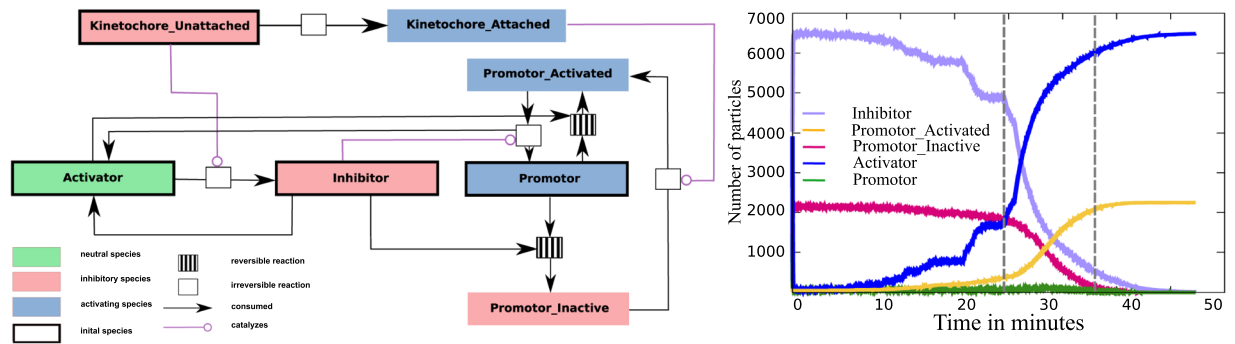 Kinetochore_Unattached
Kinetochore_Attached
Promotor_Activated
Activator
Inhibitor
Promotor
Promotor_Inactive
neutral species
inhibitory species
activating species
inital species
reversible reaction
irreversible reaction
consumed
catalyzes
Number of particles
7000
6000
5000
4000
3000
2000
1000
Inhibitor
Promotor_Activated
Promotor_Inactive
Activator
Promotor
0 10 20 30 40 50
Time in minutes